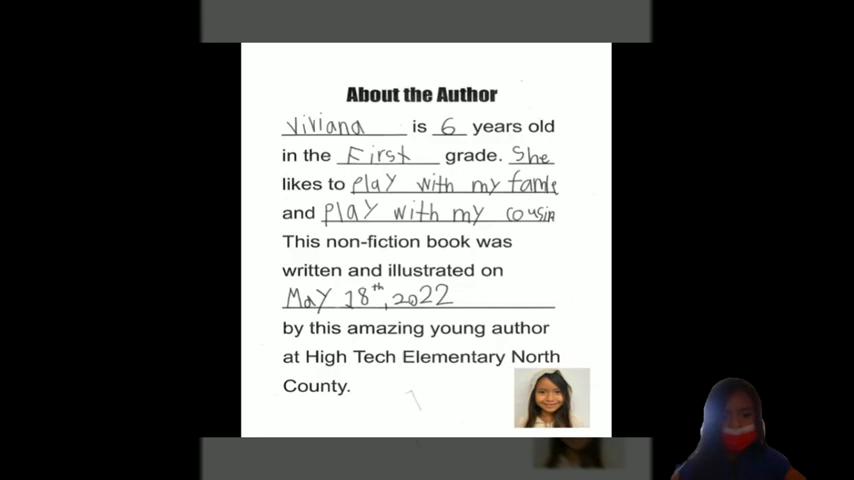 About the Author
Viviana is 6 years old
in the First grade. She
likes to play with my famle
and play with my cousin
This non-fiction book was
written and illustrated on
May 18th, 2022
by this amazing young author
at High Tech Elementary North
County.